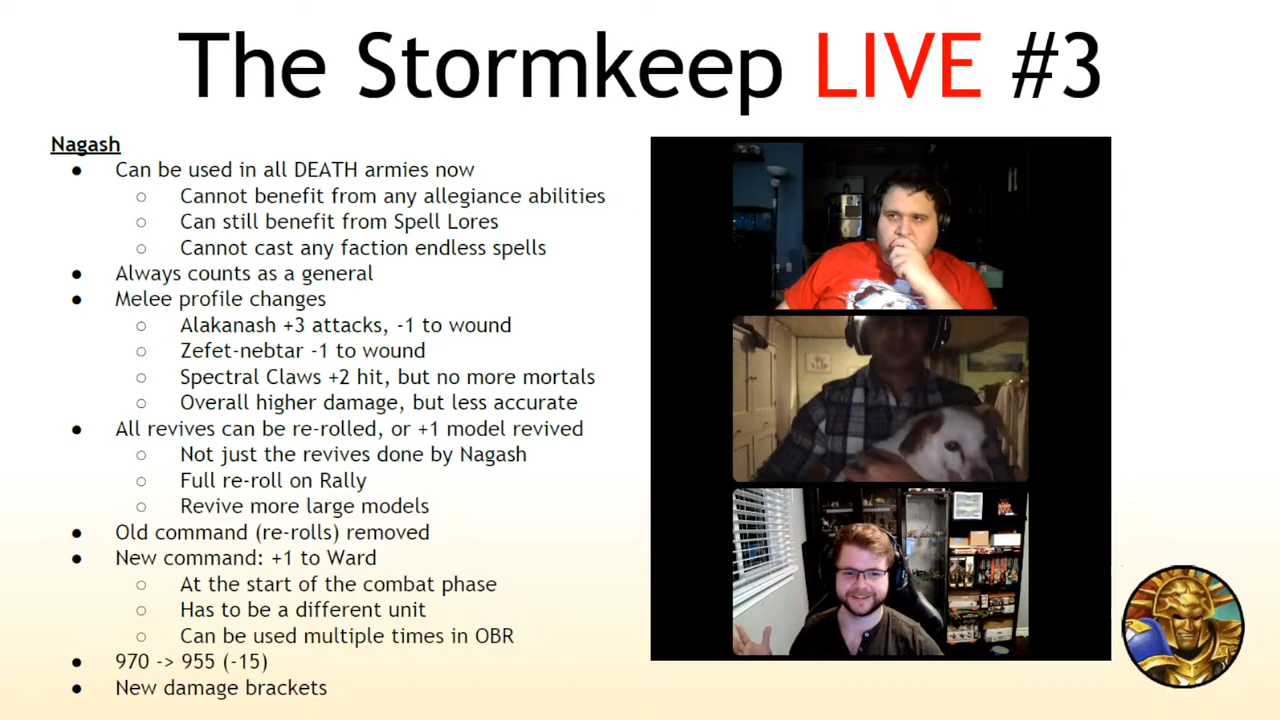 The Stormkeep LIVE #3
Nagash
● Can be used in all DEATH armies now
○ Cannot benefit from any allegiance abilities
○ Can still benefit from Spell Lores
○ Cannot cast any faction endless spells
● Always counts as a general
● Melee profile changes
○ Alakanash +3 attacks, -1 to wound
○ Zefet-nebtar -1 to wound
○ Spectral Claws +2 hit, but no more mortals
○ Overall higher damage, but less accurate
● All revives can be re-rolled, or +1 model revived
○ Not just the revives done by Nagash
○ Full re-roll on Rally
○ Revive more large models
● Old command (re-rolls) removed
● New command: +1 to Ward
○ At the start of the combat phase
○ Has to be a different unit
○ Can be used multiple times in OBR
● 970 -> 955 (-15)
● New damage brackets